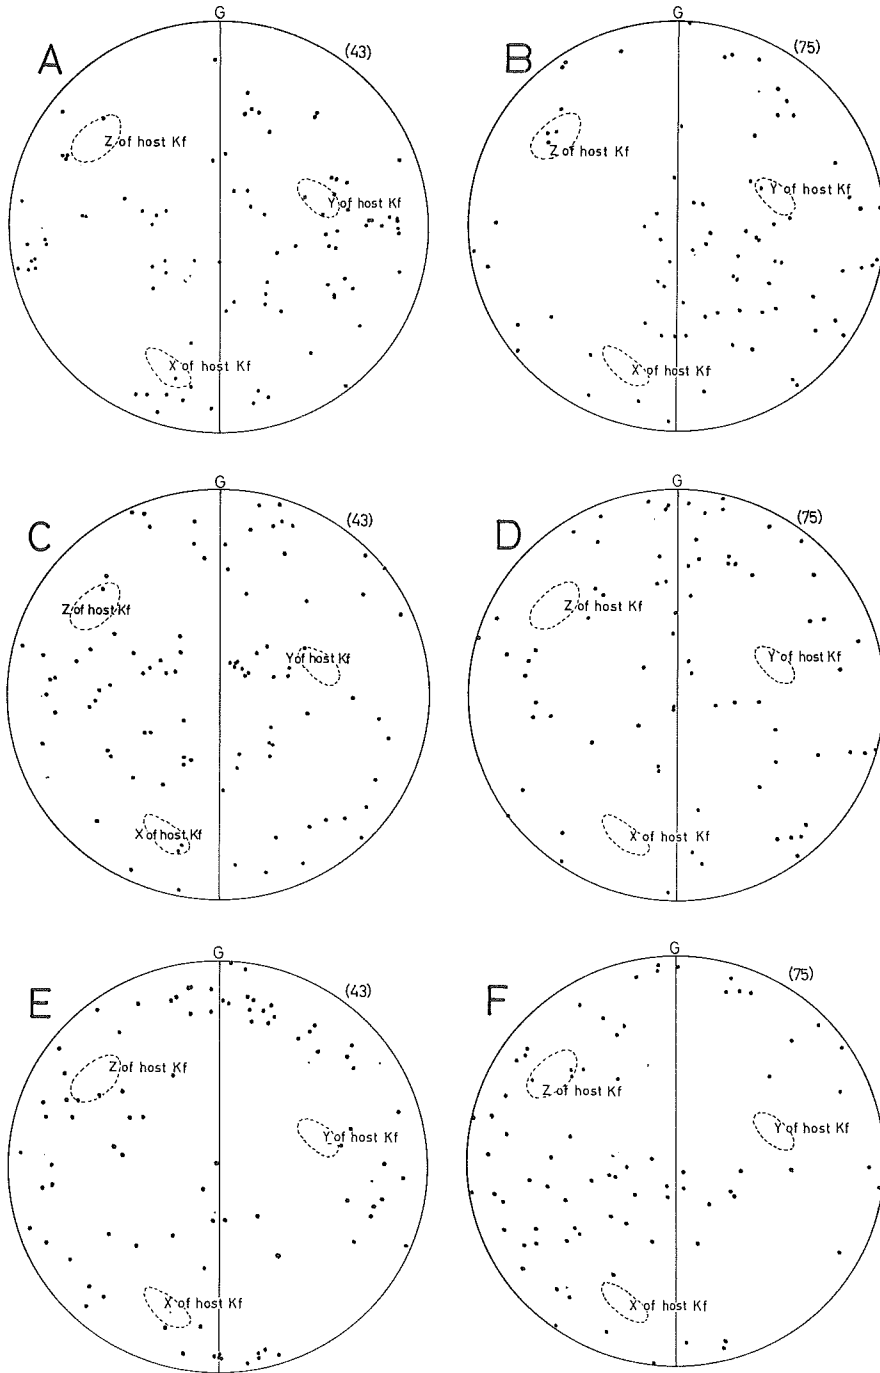 G
A
(43)
Z of host Kf
Y of host Kf
X of host Kf
G
B
(75)
Z of host Kf
Y of host Kf
X of host Kf
G
C
(43)
Z of host Kf
Y of host Kf
X of host Kf
G
D
(75)
Z of host Kf
Y of host Kf
X of host Kf
G
E
(43)
Z of host Kf
Y of host Kf
X of host Kf
G
F
(75)
Z of host Kf
Y of host Kf
X of host Kf